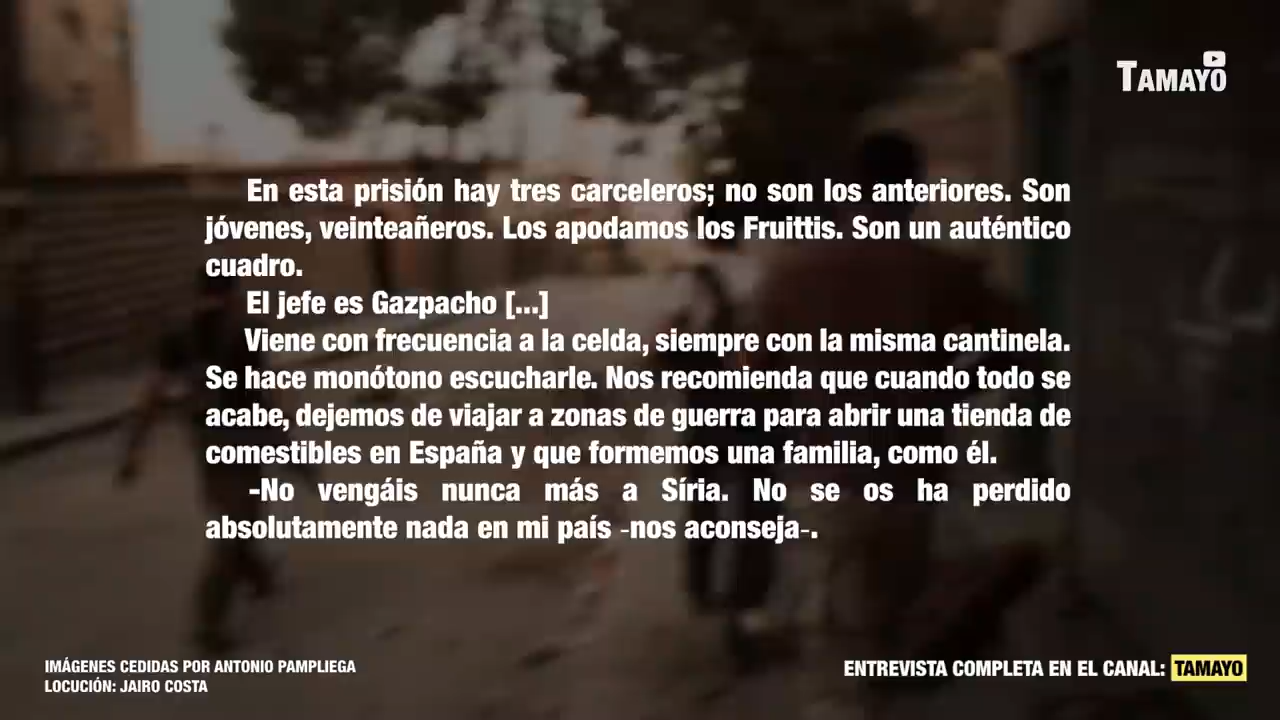 TAMAYO
En esta prisión hay tres carceleros; no son los anteriores. Son
jóvenes, veinteañeros. Los apodamos los Fruittis. Son un auténtico
cuadro.
El jefe es Gazpacho [...]
Viene con frecuencia a la celda, siempre con la misma cantinela.
Se hace monótono escucharle. Nos recomienda que cuando todo se
acabe, dejemos de viajar a zonas de guerra para abrir una tienda de
comestibles en España y que formemos una familia, como él.
-No vengáis nunca más a Síria. No se os ha perdido
absolutamente nada en mi país -nos aconseja-.
IMÁGENES CEDIDAS POR ANTONIO PAMPLIEGA
LOCUCIÓN: JAIRO COSTA
ENTREVISTA COMPLETA EN EL CANAL: TAMAYO